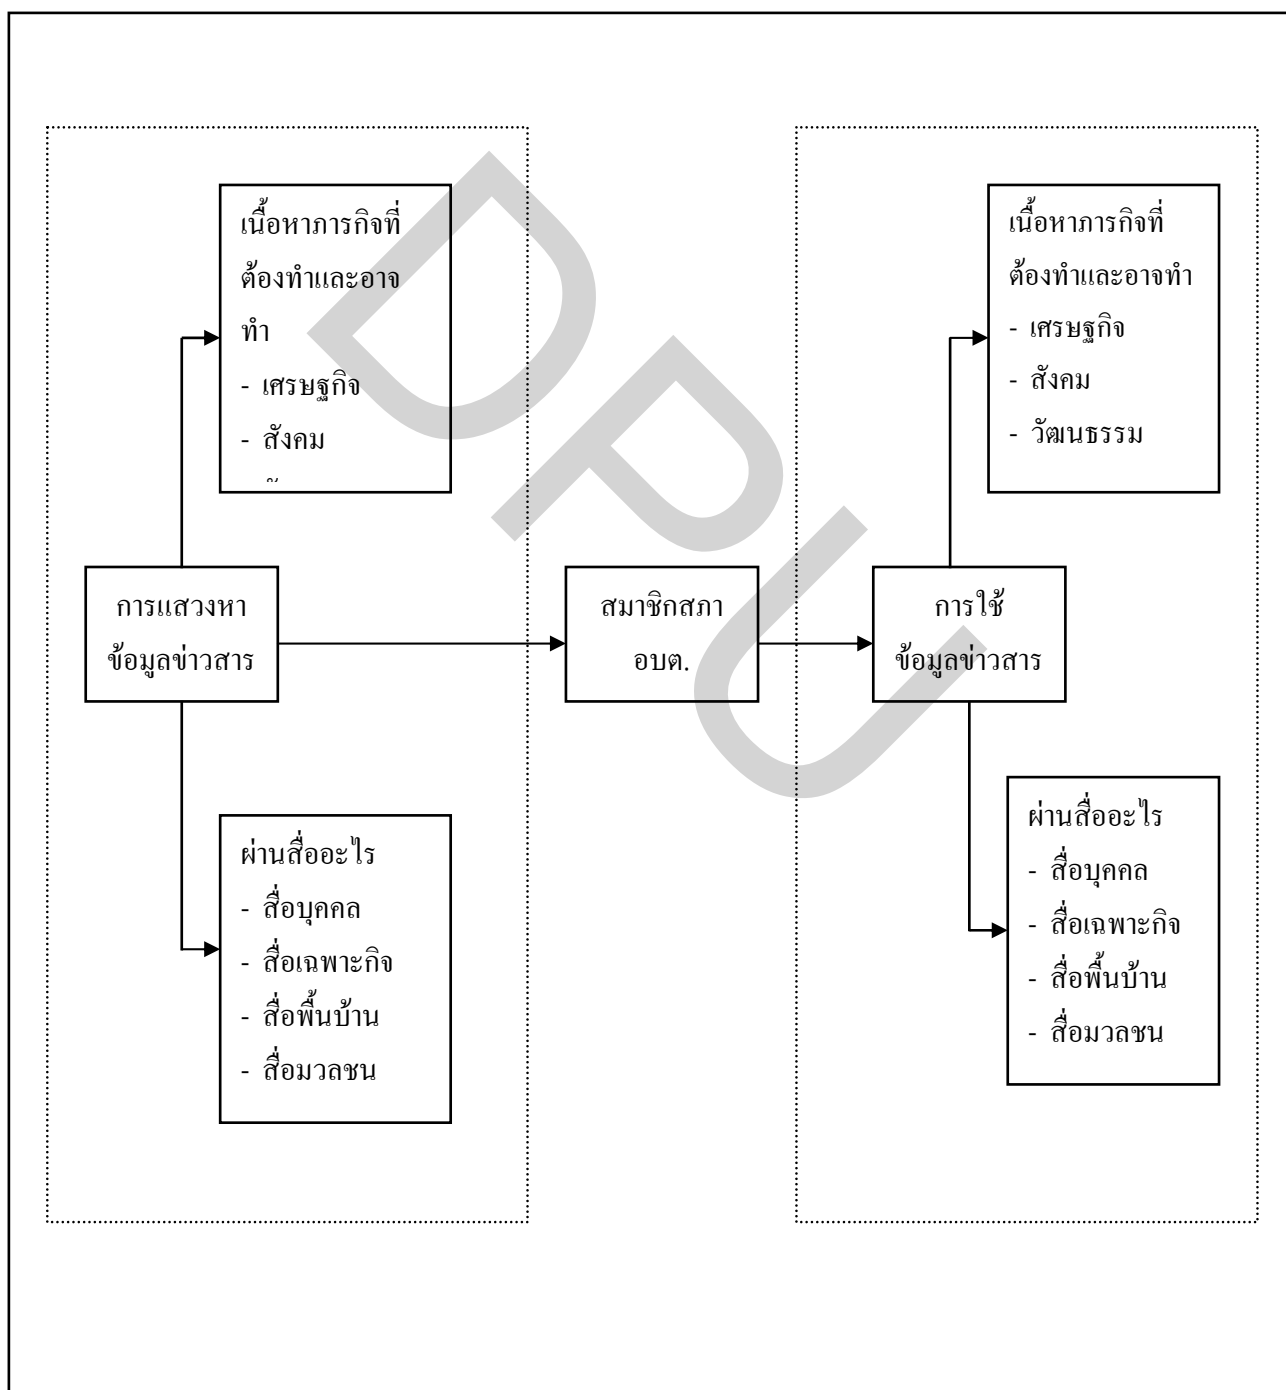 เนื้อหาภารกิจที่
ต้องทำและอาจ
ทำ
- เศรษฐกิจ
- สังคม
เนื้อหาภารกิจที่
ต้องทำและอาจทำ
- เศรษฐกิจ
- สังคม
- วัฒนธรรม
การแสวงหา
ข้อมูลข่าวสาร
สมาชิกสภา
อบต.
การใช้
ข้อมูลข่าวสาร
ผ่านสื่ออะไร
- สื่อบุคคล
- สื่อเฉพาะกิจ
- สื่อพื้นบ้าน
- สื่อมวลชน
ผ่านสื่ออะไร
- สื่อบุคคล
- สื่อเฉพาะกิจ
- สื่อพื้นบ้าน
- สื่อมวลชน
DPU